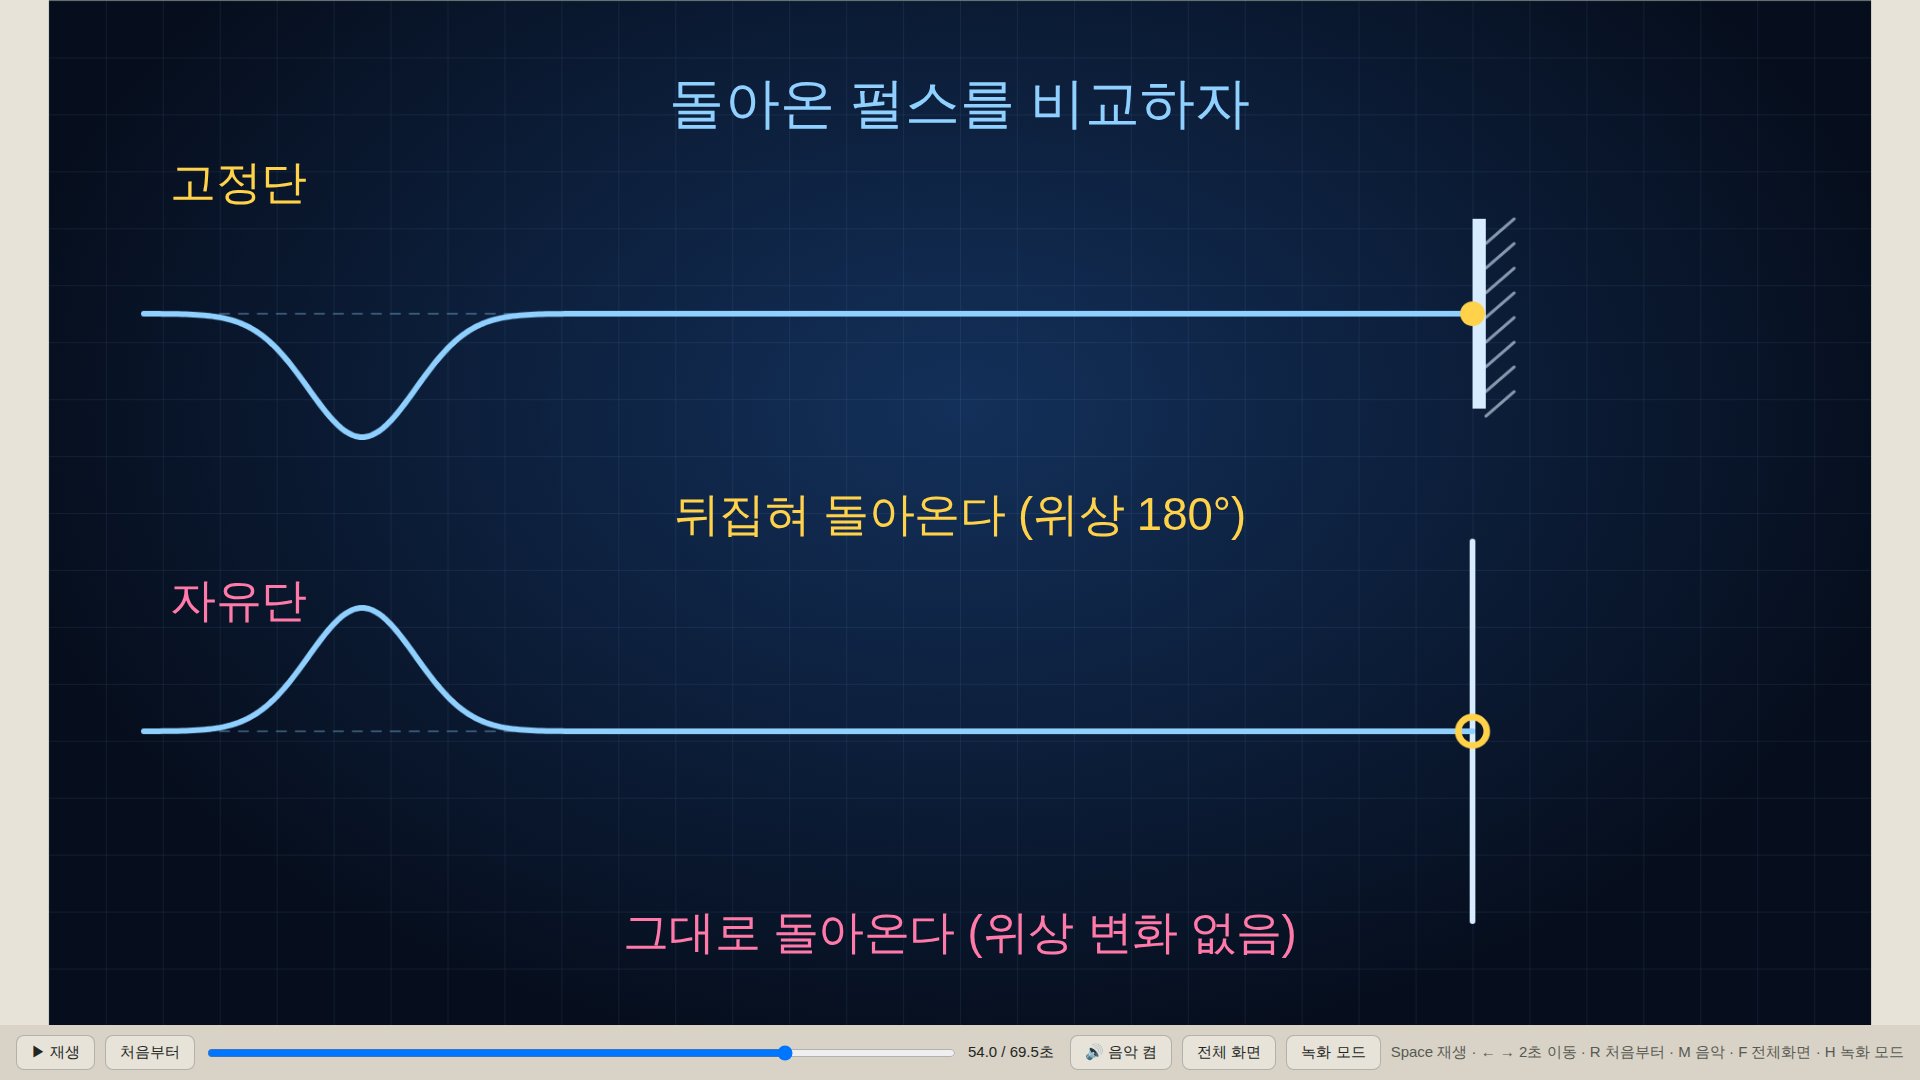 돌아온 펄스를 비교하자
고정단
뒤집혀 돌아온다 (위상 180°)
자유단
그대로 돌아온다 (위상 변화 없음)
▶ 재생 처음부터 54.0 / 69.5초 🔊 음악 켬 전체 화면 녹화 모드 Space 재생 · ← → 2초 이동 · R 처음부터 · M 음악 · F 전체화면 · H 녹화 모드